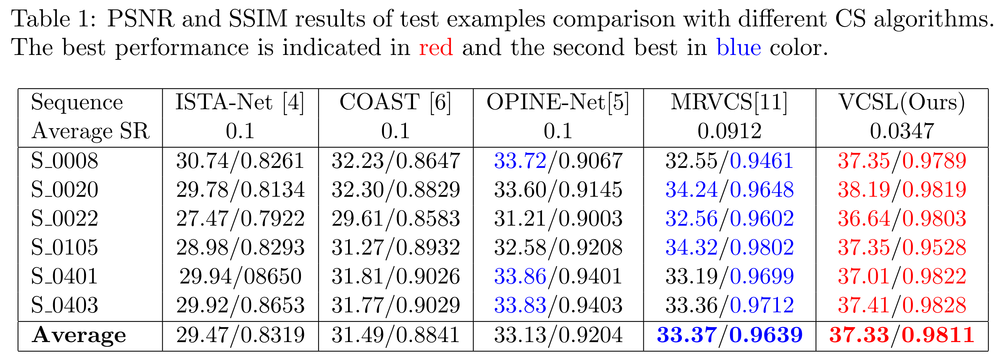 Table 1: PSNR and SSIM results of test examples comparison with different CS algorithms.
The best performance is indicated in red and the second best in blue color.
Sequence ISTA-Net [4] COAST [6] OPINE-Net[5] MRVCS[11] VCSL(Ours)
Average SR 0.1 0.1 0.1 0.0912 0.0347
S_0008 30.74/0.8261 32.23/0.8647 33.72/0.9067 32.55/0.9461 37.35/0.9789
S_0020 29.78/0.8134 32.30/0.8829 33.60/0.9145 34.24/0.9648 38.19/0.9819
S_0022 27.47/0.7922 29.61/0.8583 31.21/0.9003 32.56/0.9602 36.64/0.9803
S_0105 28.98/0.8293 31.27/0.8932 32.58/0.9208 34.32/0.9802 37.35/0.9528
S_0401 29.94/08650 31.81/0.9026 33.86/0.9401 33.19/0.9699 37.01/0.9822
S_0403 29.92/0.8653 31.77/0.9029 33.83/0.9403 33.36/0.9712 37.41/0.9828
Average 29.47/0.8319 31.49/0.8841 33.13/0.9204 33.37/0.9639 37.33/0.9811